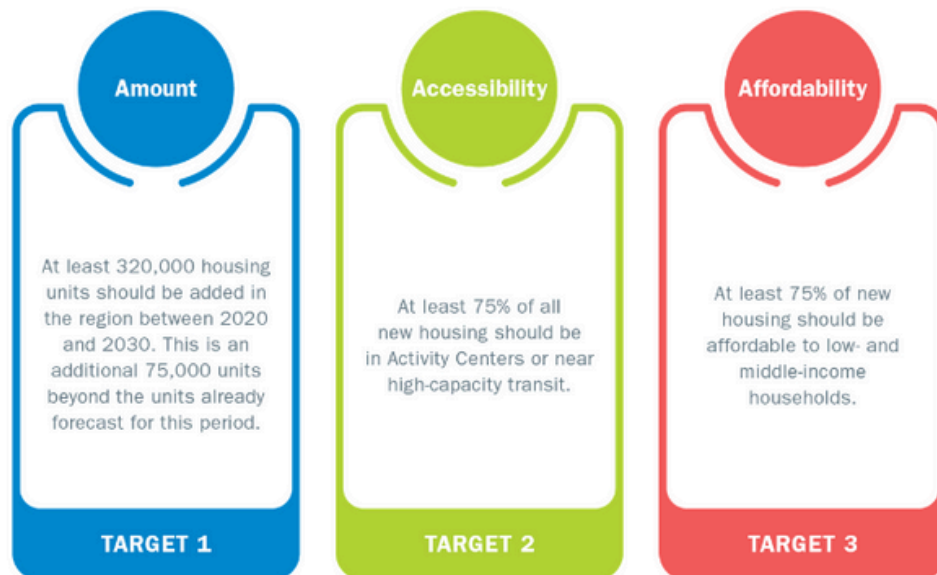 Amount
At least 320,000 housing
units should be added in
the region between 2020
and 2030. This is an
additional 75,000 units
beyond the units already
forecast for this period.
TARGET 1
Accessibility
At least 75% of all
new housing should be
in Activity Centers or near
high-capacity transit.
TARGET 2
Affordability
At least 75% of new
housing should be
affordable to low- and
middle-income
households.
TARGET 3